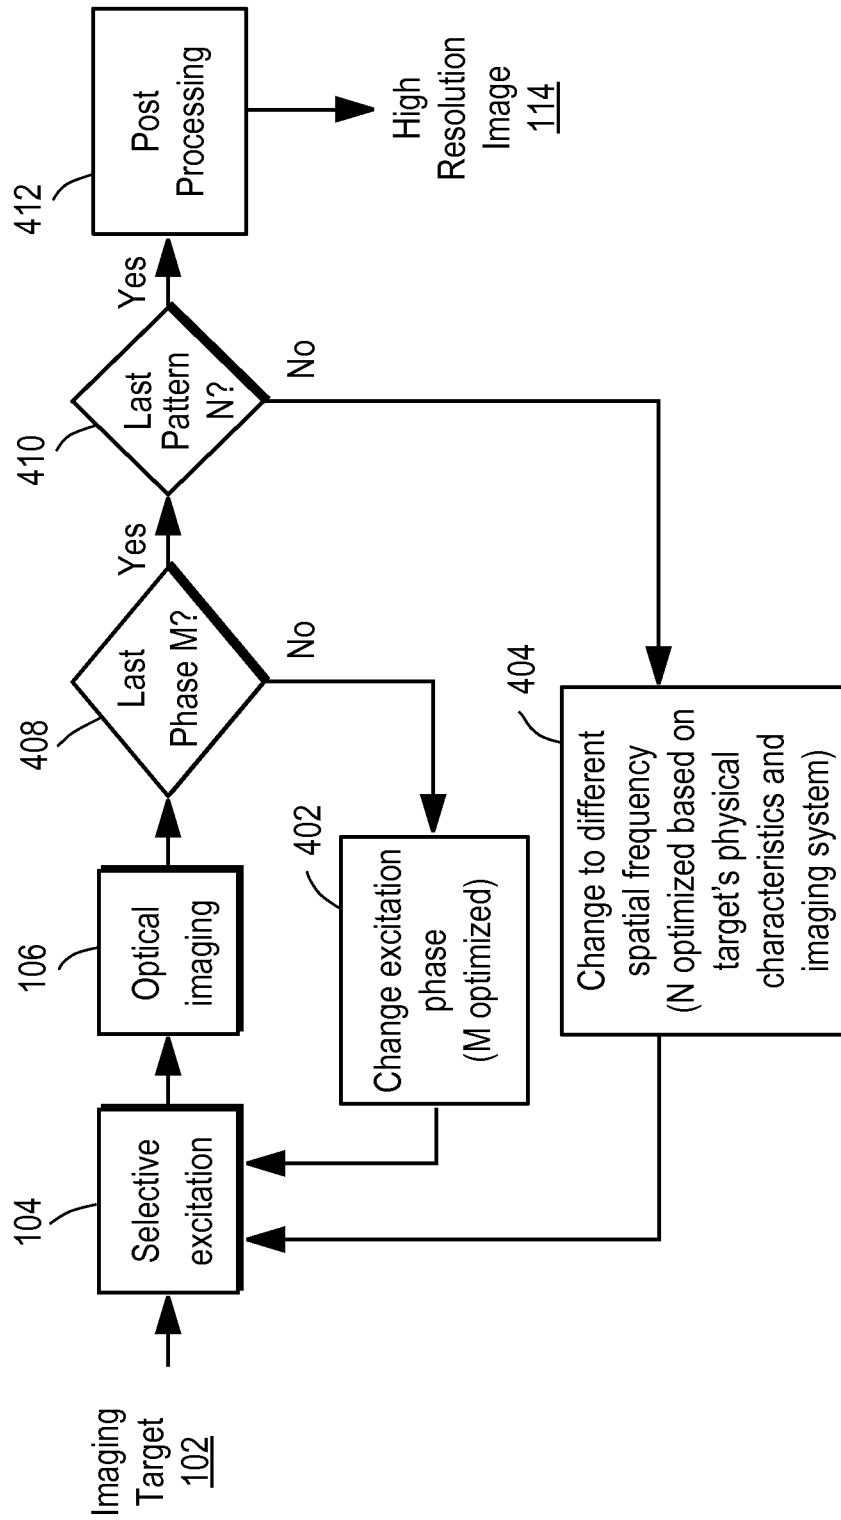 Imaging
Target
102
104
Selective
excitation
106
Optical
imaging
408
Last
Phase M?
Yes
No
410
Last
Pattern
N?
Yes
No
412
Post
Processing
High
Resolution
Image
114
402
Change excitation
phase
(M optimized)
404
Change to different
spatial frequency
(N optimized based on
target's physical
characteristics and
imaging system)